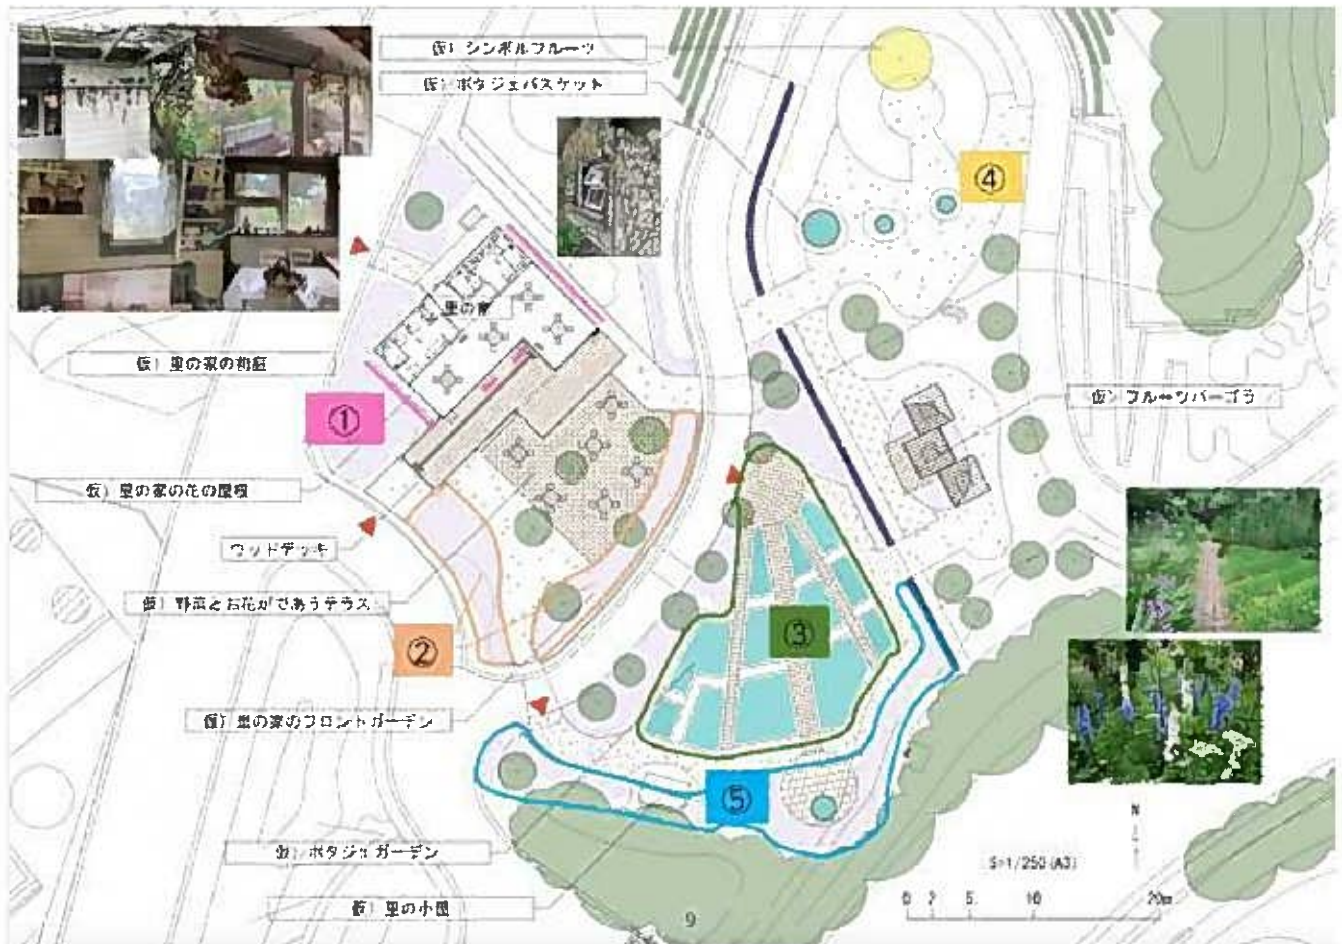 仮) シンボルフルーツ
仮) ポタジェバスケット
④
里の家
仮) 里の家の
①
仮) フルーツパーゴラ
仮) 里の家の花の屋根
ウッドデッキ
仮) 野菜とお花がであうテラス
③
②
仮) 里の家のフロントガーデン
⑤
N
仮) ポタジェガーデン
S=1/250 (A3)
仮) 里の小径
0 2 5 10 20m
9